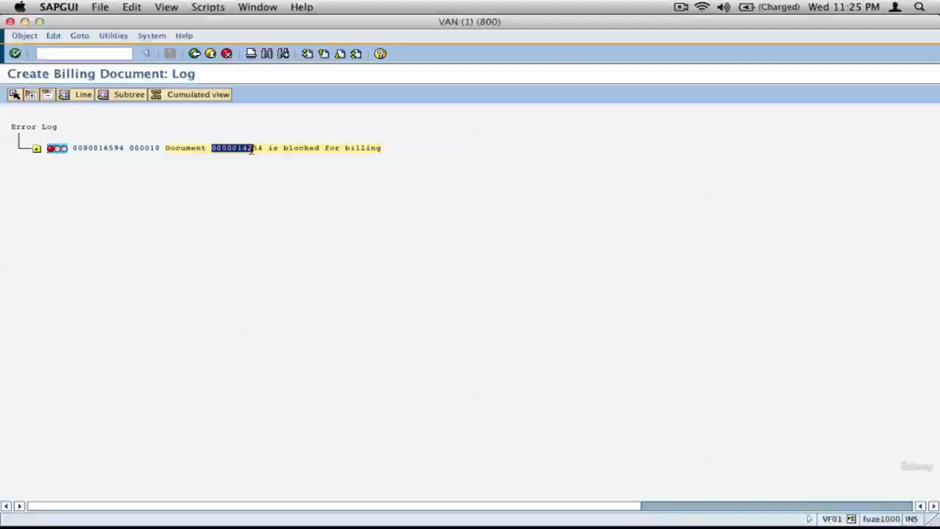 SAPGUI File Edit View Scripts Window Help (Charged) Wed 11:25 PM
VAN (1) (800)
Object Edit Goto Utilities System Help
Create Billing Document: Log
Line Subtree Cumulated view
Error Log
0080016594 000010 Document 0000014254 is blocked for billing
ûdemy
VF01 fuze1000 INS